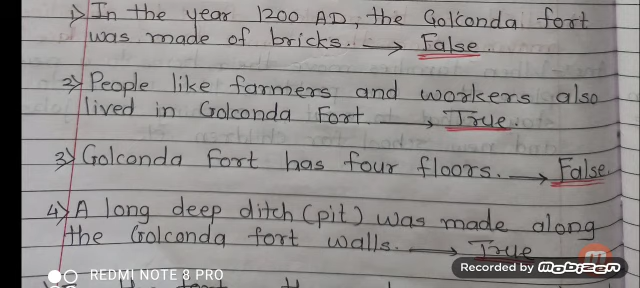 1) In the year 1200 AD, the Golconda fort
was made of bricks. → False.
2) People like farmers and workers also
lived in Golconda Fort. → True.
3) Golconda Fort has four floors. → False.
4) A long deep ditch (pit) was made along
the Golconda fort walls. → True
REDMI NOTE 8 PRO
Recorded by Mobizen